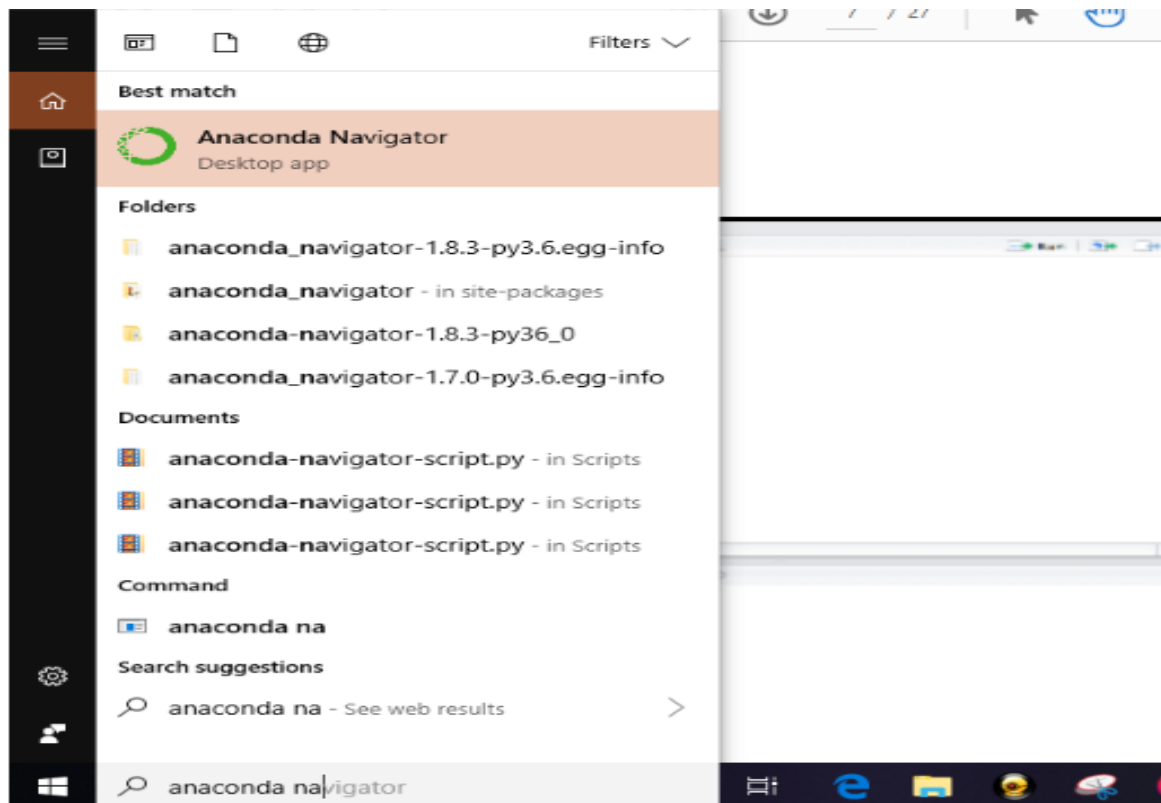 7 / 27
Filters
Best match
Anaconda Navigator
Desktop app
Folders
anaconda_navigator-1.8.3-py3.6.egg-info
anaconda_navigator - in site-packages
anaconda-navigator-1.8.3-py36_0
anaconda_navigator-1.7.0-py3.6.egg-info
Documents
anaconda-navigator-script.py - in Scripts
anaconda-navigator-script.py - in Scripts
anaconda-navigator-script.py - in Scripts
Command
anaconda na
Search suggestions
anaconda na - See web results
anaconda navigator